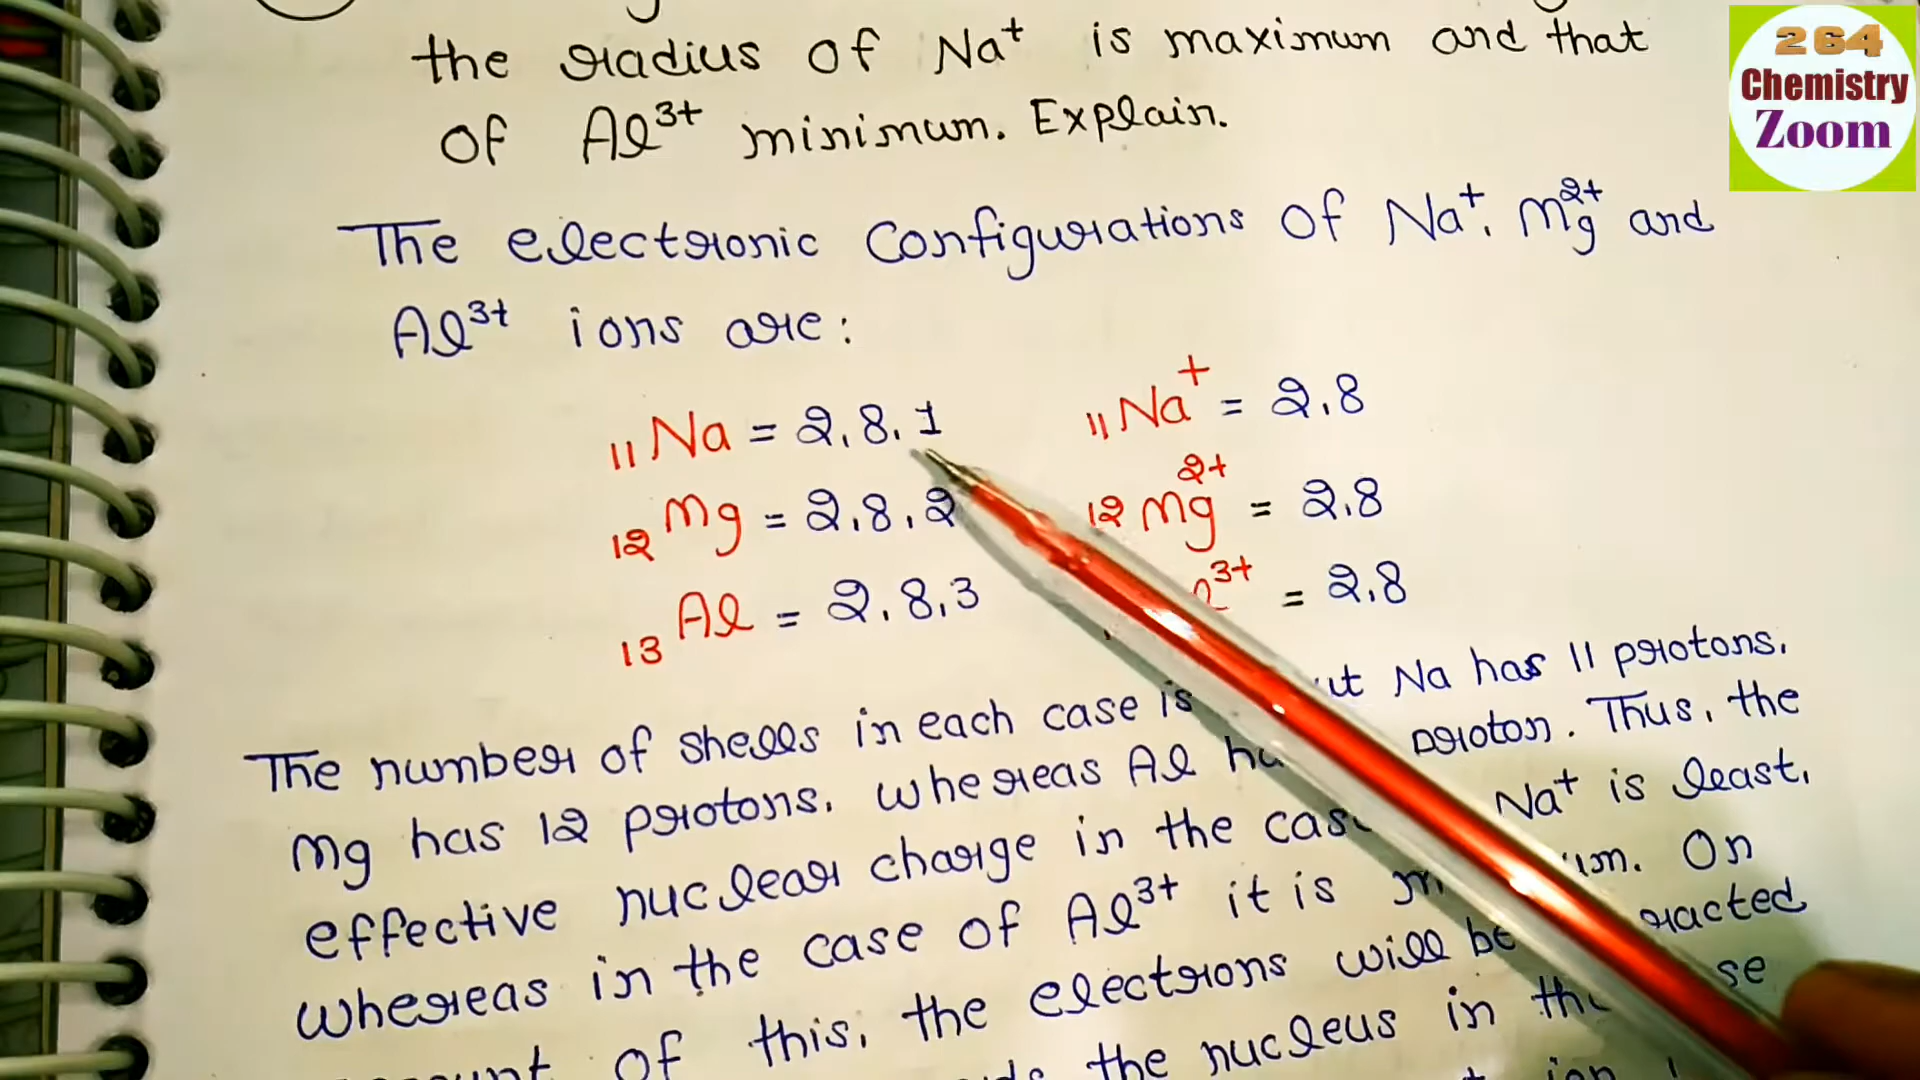 the radius of Na⁺ is maximum and that
of Al³⁺ minimum. Explain.
The electronic configurations of Na⁺, Mg²⁺ and
Al³⁺ ions are:
₁₁Na = 2,8,1 ₁₁Na⁺ = 2,8
₁₂Mg = 2,8,2 ₁₂Mg²⁺ = 2,8
₁₃Al = 2,8,3 ³⁺ = 2,8
The number of shells in each case is Na has 11 protons,
Mg has 12 protons, whereas Al proton. Thus, the
effective nuclear charge in the case Na⁺ is least,
whereas in the case of Al³⁺ it is On
of this, the electrons will be
the nucleus in
264
Chemistry
Zoom